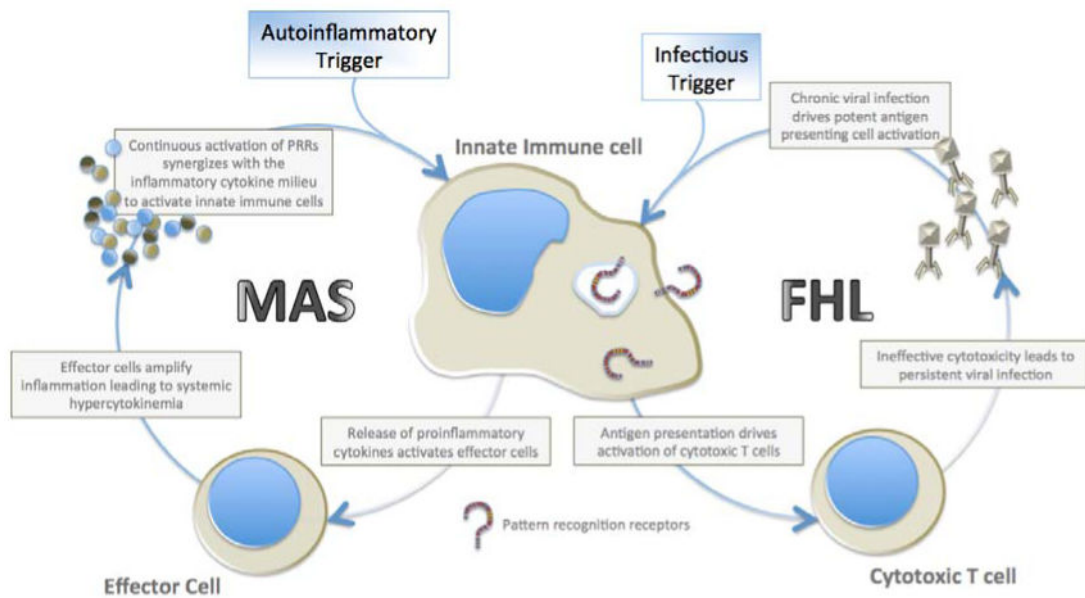 Autoinflammatory
Trigger
Infectious
Trigger
Continuous activation of PRRs
synergizes with the
inflammatory cytokine milieu
to activate innate immune cells
Innate Immune cell
Chronic viral infection
drives potent antigen
presenting cell activation
MAS
FHL
Effector cells amplify
inflammation leading to systemic
hypercytokinemia
Ineffective cytotoxicity leads to
persistent viral infection
Release of proinflammatory
cytokines activates effector cells
Antigen presentation drives
activation of cytotoxic T cells
Pattern recognition receptors
Effector Cell
Cytotoxic T cell